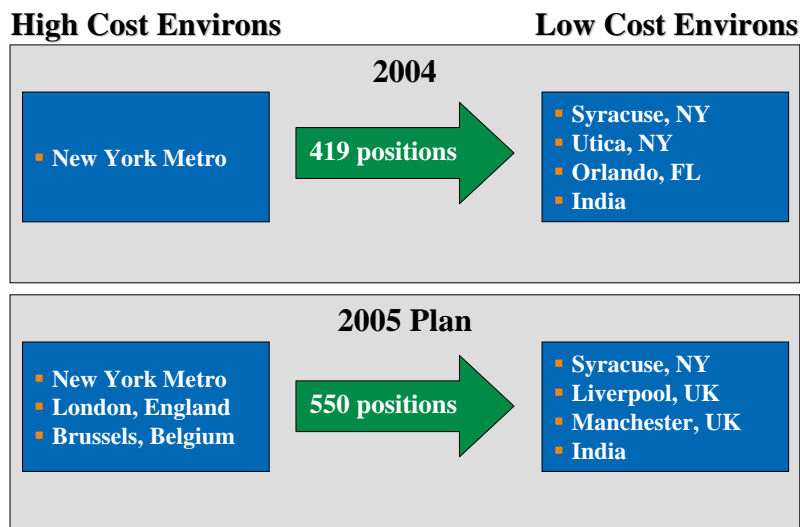 High Cost Environs
Low Cost Environs
2004
▪ New York Metro
419 positions
▪ Syracuse, NY
▪ Utica, NY
▪ Orlando, FL
▪ India
2005 Plan
▪ New York Metro
▪ London, England
▪ Brussels, Belgium
550 positions
▪ Syracuse, NY
▪ Liverpool, UK
▪ Manchester, UK
▪ India